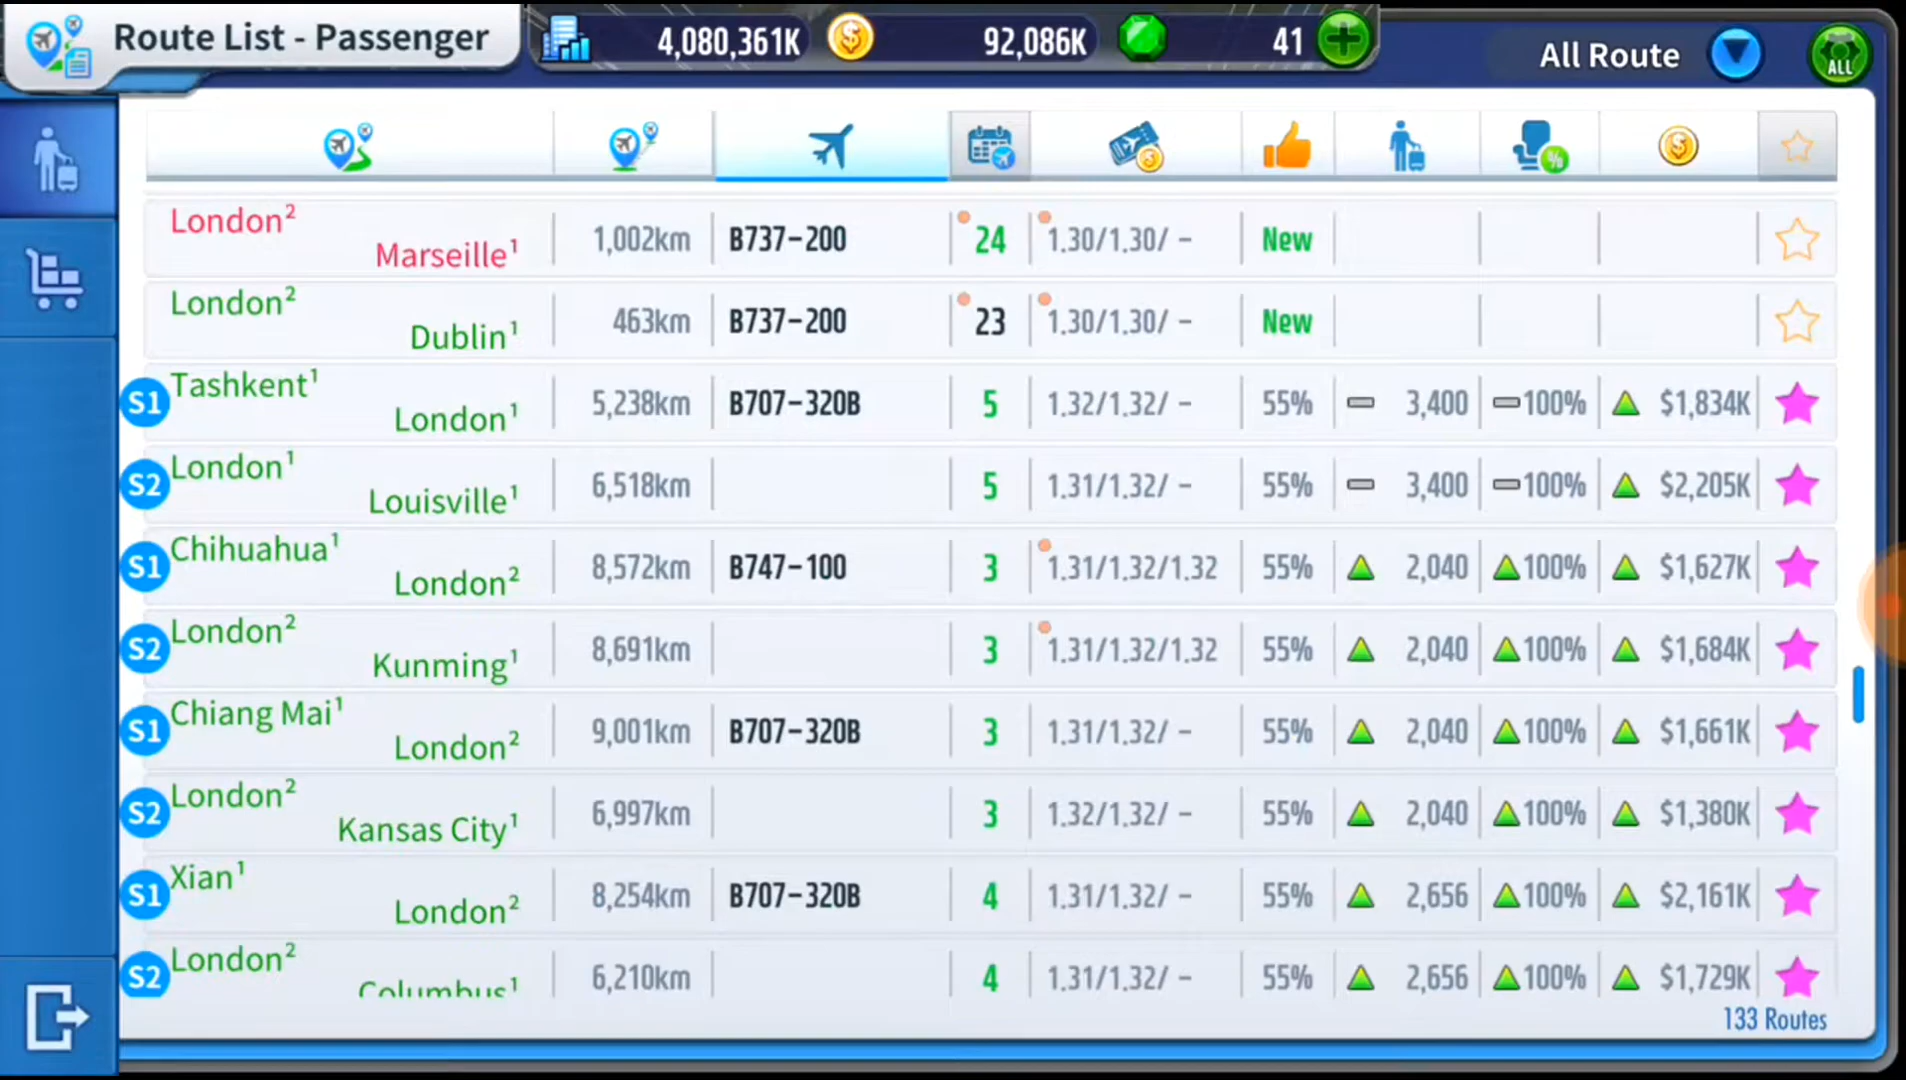 Route List - Passenger
4,080,361K
92,086K
41
All Route
ALL
London² Marseille¹ 1,002km B737-200 24 1.30/1.30/ - New
London² Dublin¹ 463km B737-200 23 1.30/1.30/ - New
S1 Tashkent¹ London¹ 5,238km B707-320B 5 1.32/1.32/ - 55% 3,400 100% $1,834K
S2 London¹ Louisville¹ 6,518km 5 1.31/1.32/ - 55% 3,400 100% $2,205K
S1 Chihuahua¹ London² 8,572km B747-100 3 1.31/1.32/1.32 55% 2,040 100% $1,627K
S2 London² Kunming¹ 8,691km 3 1.31/1.32/1.32 55% 2,040 100% $1,684K
S1 Chiang Mai¹ London² 9,001km B707-320B 3 1.31/1.32/ - 55% 2,040 100% $1,661K
S2 London² Kansas City¹ 6,997km 3 1.32/1.32/ - 55% 2,040 100% $1,380K
S1 Xian¹ London² 8,254km B707-320B 4 1.31/1.32/ - 55% 2,656 100% $2,161K
S2 London² Columbus¹ 6,210km 4 1.31/1.32/ - 55% 2,656 100% $1,729K
133 Routes